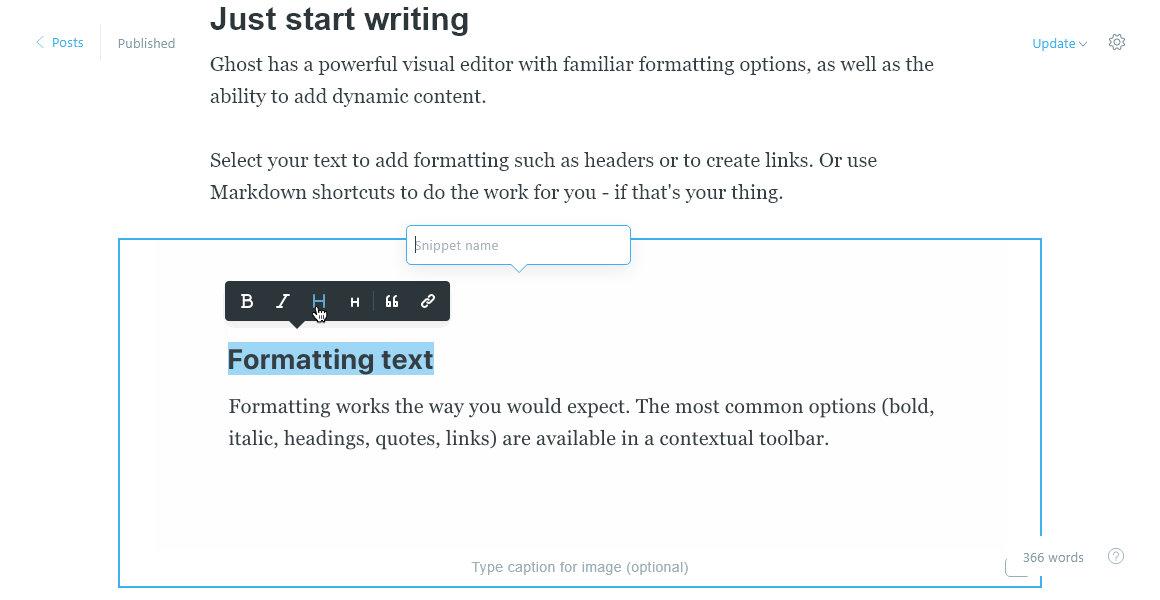 Just start writing
Posts
Published
Update
Ghost has a powerful visual editor with familiar formatting options, as well as the
ability to add dynamic content.
Select your text to add formatting such as headers or to create links. Or use
Markdown shortcuts to do the work for you - if that's your thing.
Snippet name
B I H H
Formatting text
Formatting works the way you would expect. The most common options (bold,
italic, headings, quotes, links) are available in a contextual toolbar.
366 words ?
Type caption for image (optional)